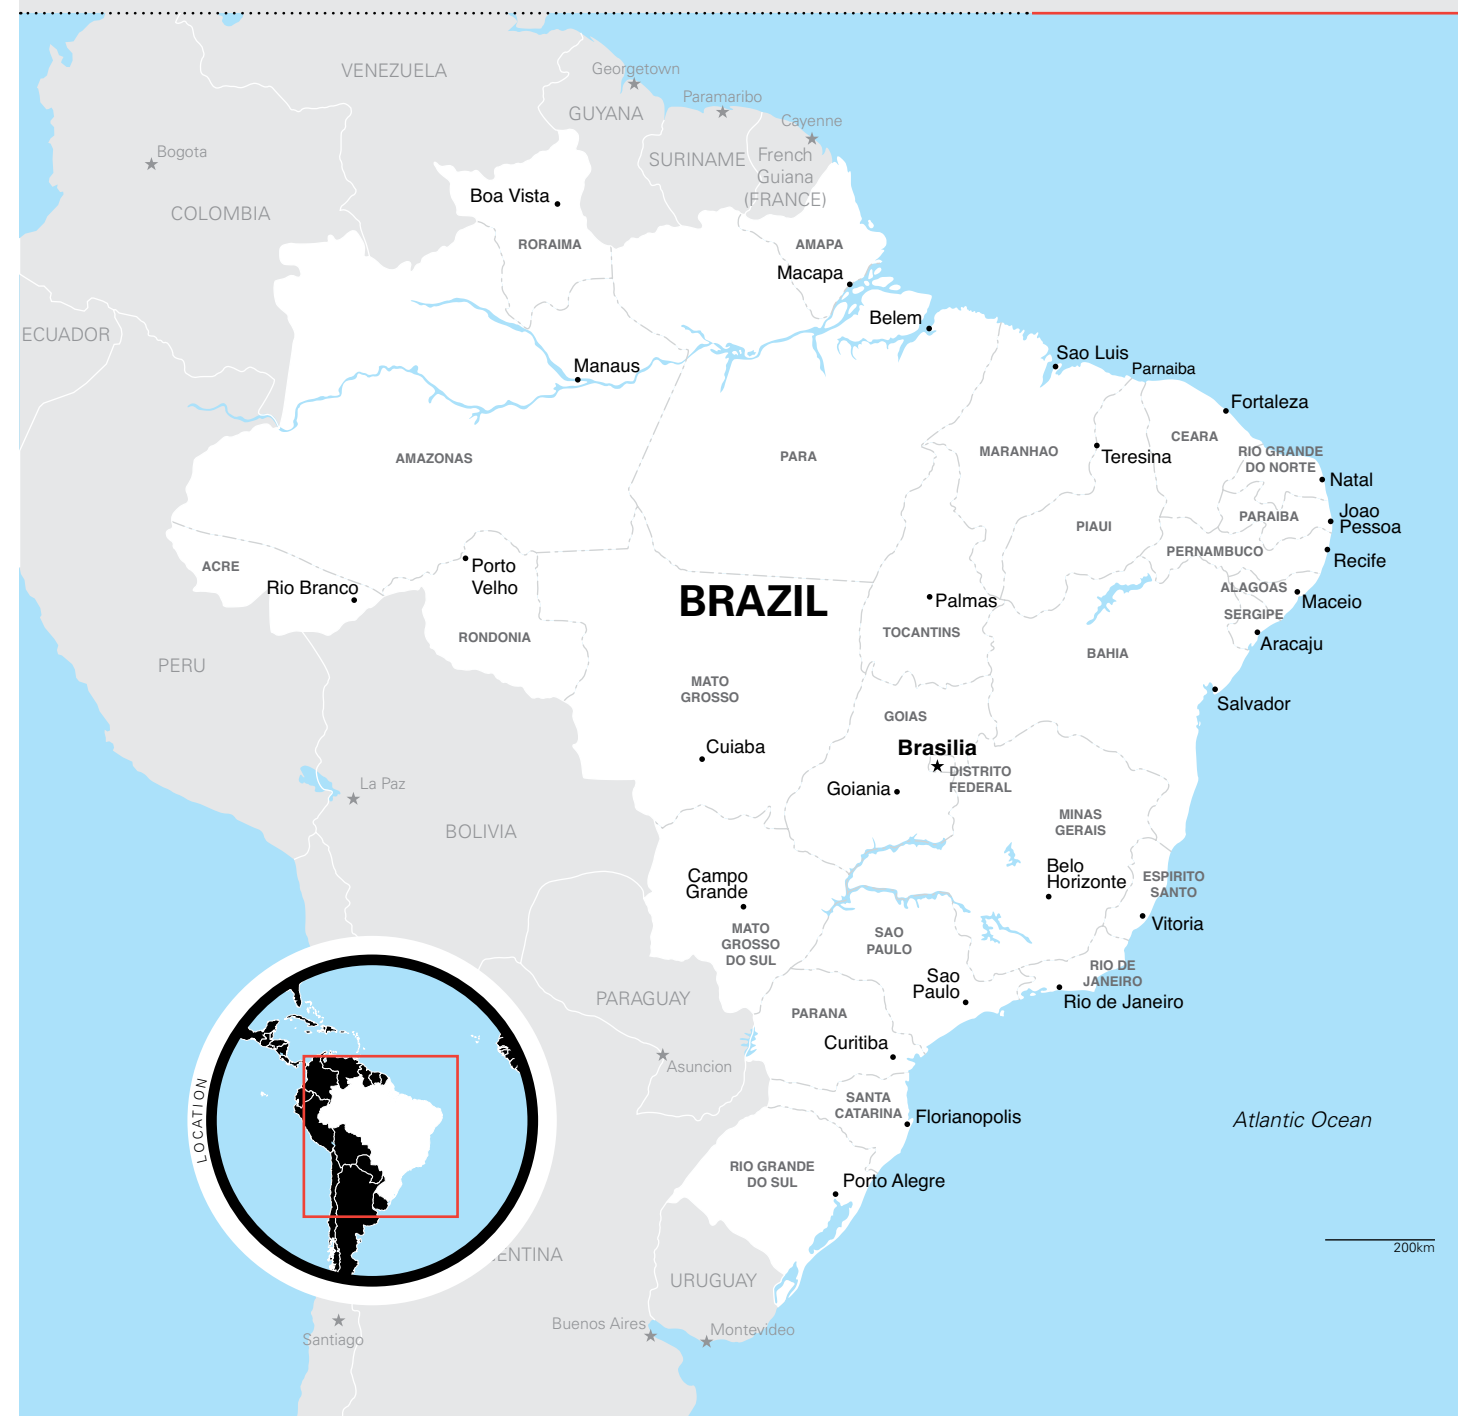 VENEZUELA
Georgetown
Paramaribo
GUYANA
Cayenne
Bogota
SURINAME
French
Guiana
(FRANCE)
Boa Vista
COLOMBIA
RORAIMA
AMAPA
Macapa
Belem
ECUADOR
Sao Luis
Manaus
Parnaiba
Fortaleza
CEARA
MARANHAO
RIO GRANDE
DO NORTE
AMAZONAS
PARA
Teresina
Natal
PIAUI
PARAIBA
Joao
Pessoa
PERNAMBUCO
Recife
ACRE
Porto
Velho
Rio Branco
BRAZIL
Palmas
ALAGOAS
Maceio
SERGIPE
TOCANTINS
RONDONIA
Aracaju
BAHIA
PERU
MATO
GROSSO
Salvador
GOIAS
Cuiaba
Brasilia
DISTRITO
FEDERAL
La Paz
Goiania
MINAS
GERAIS
BOLIVIA
Belo
Horizonte
Campo
Grande
ESPIRITO
SANTO
Vitoria
MATO
GROSSO
DO SUL
SAO
PAULO
RIO DE
JANEIRO
Sao
Paulo
Rio de Janeiro
PARAGUAY
PARANA
Curitiba
Asuncion
SANTA
CATARINA
Florianopolis
Atlantic Ocean
LOCATION
RIO GRANDE
DO SUL
Porto Alegre
ENTINA
200km
URUGUAY
Buenos Aires
Montevideo
Santiago